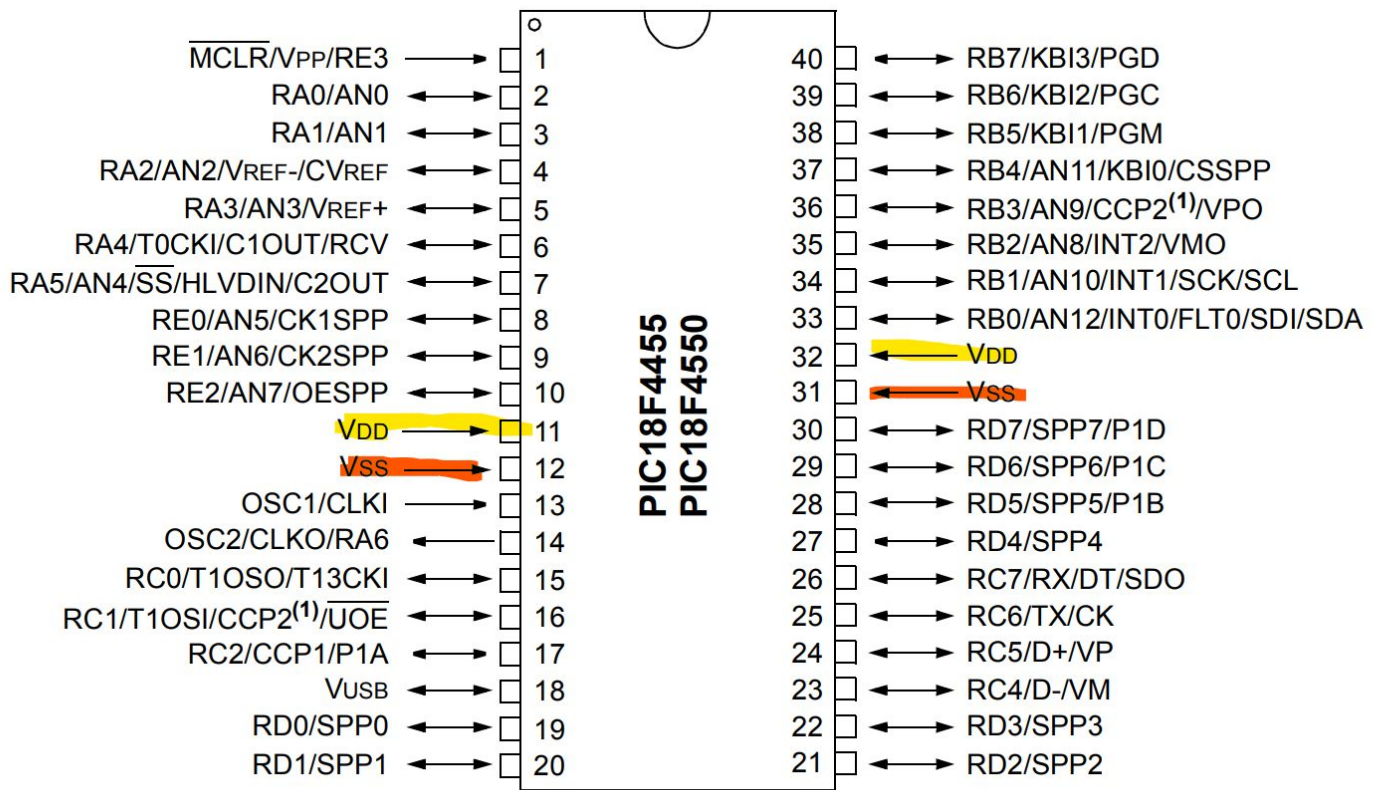 MCLR/VPP/RE3 1
RA0/AN0 2
RA1/AN1 3
RA2/AN2/VREF-/CVREF 4
RA3/AN3/VREF+ 5
RA4/T0CKI/C1OUT/RCV 6
RA5/AN4/SS/HLVDIN/C2OUT 7
RE0/AN5/CK1SPP 8
RE1/AN6/CK2SPP 9
RE2/AN7/OESPP 10
VDD 11
VSS 12
OSC1/CLKI 13
OSC2/CLKO/RA6 14
RC0/T1OSO/T13CKI 15
RC1/T1OSI/CCP2(1)/UOE 16
RC2/CCP1/P1A 17
VUSB 18
RD0/SPP0 19
RD1/SPP1 20
PIC18F4455
PIC18F4550
40 RB7/KBI3/PGD
39 RB6/KBI2/PGC
38 RB5/KBI1/PGM
37 RB4/AN11/KBI0/CSSPP
36 RB3/AN9/CCP2(1)/VPO
35 RB2/AN8/INT2/VMO
34 RB1/AN10/INT1/SCK/SCL
33 RB0/AN12/INT0/FLT0/SDI/SDA
32 VDD
31 VSS
30 RD7/SPP7/P1D
29 RD6/SPP6/P1C
28 RD5/SPP5/P1B
27 RD4/SPP4
26 RC7/RX/DT/SDO
25 RC6/TX/CK
24 RC5/D+/VP
23 RC4/D-/VM
22 RD3/SPP3
21 RD2/SPP2